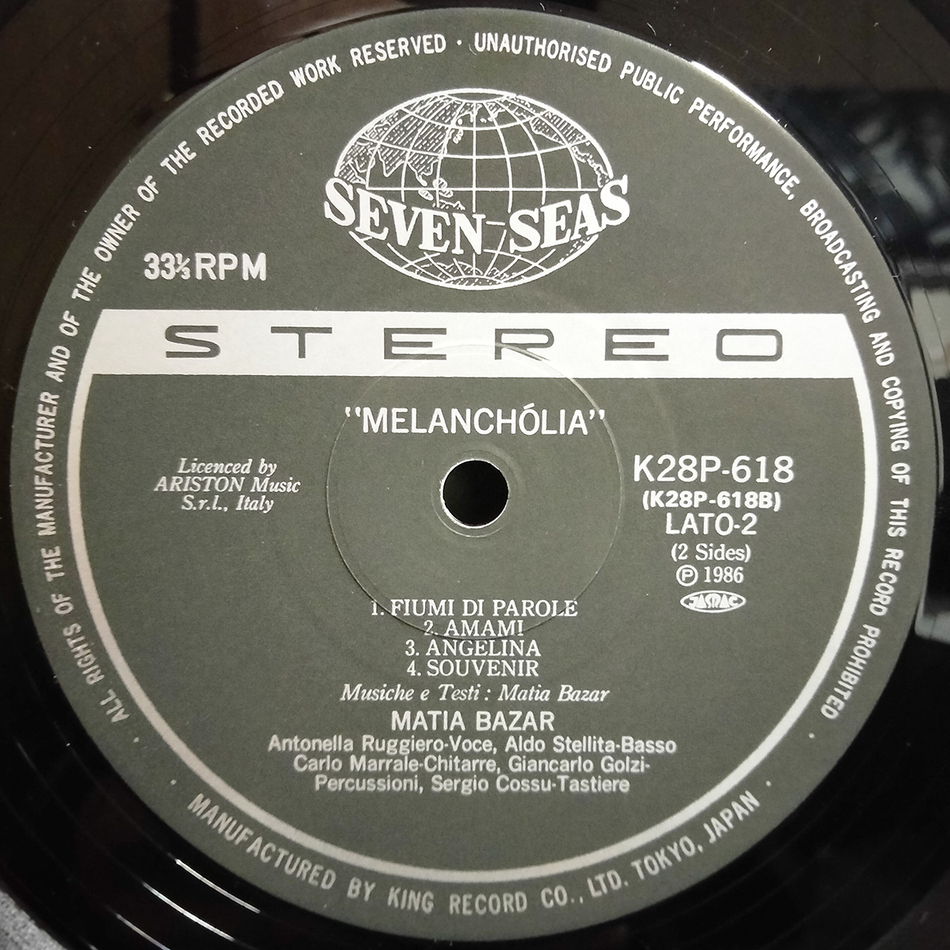 ALL RIGHTS OF THE MANUFACTURER AND OF THE OWNER OF THE RECORDED WORK RESERVED · UNAUTHORISED PUBLIC PERFORMANCE, BROADCASTING AND COPYING OF THIS RECORD PROHIBITED
SEVEN-SEAS
33⅓ RPM
STEREO
"MELANCHÓLIA"
Licenced by
ARISTON Music
S.r.l., Italy
K28P-618
(K28P-618B)
LATO-2
(2 Sides)
℗ 1986
JASRAC
1. FIUMI DI PAROLE
2. AMAMI
3. ANGELINA
4. SOUVENIR
Musiche e Testi : Matia Bazar
MATIA BAZAR
Antonella Ruggiero-Voce, Aldo Stellita-Basso
Carlo Marrale-Chitarre, Giancarlo Golzi-
Percussioni, Sergio Cossu-Tastiere
· MANUFACTURED BY KING RECORD CO., LTD. TOKYO, JAPAN ·